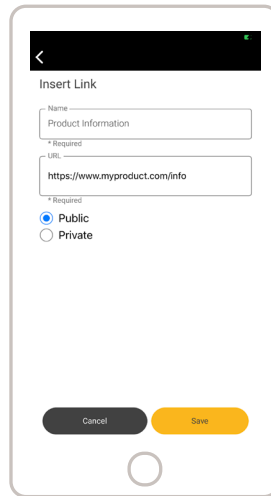 Insert Link
Name
Product Information
* Required
URL
https://www.myproduct.com/info
* Required
Public
Private
Cancel Save